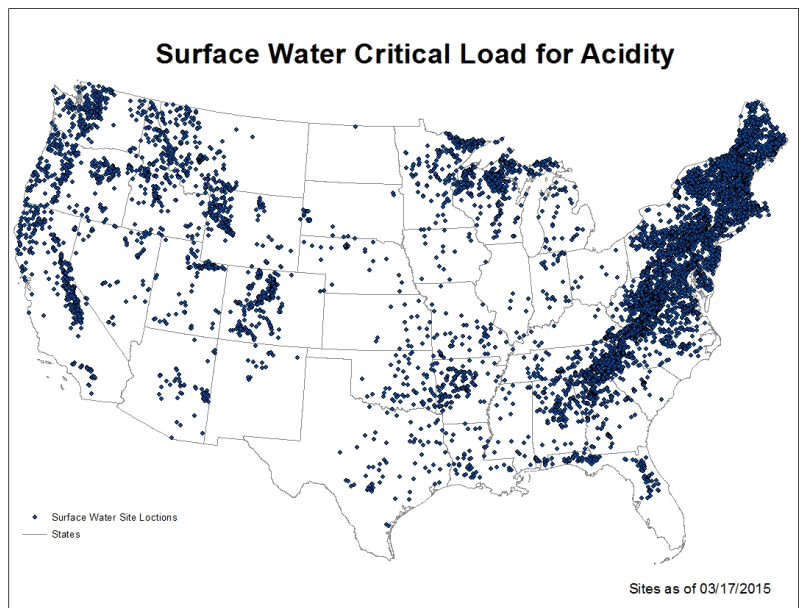 Surface Water Critical Load for Acidity
Surface Water Site Loctions
States
Sites as of 03/17/2015